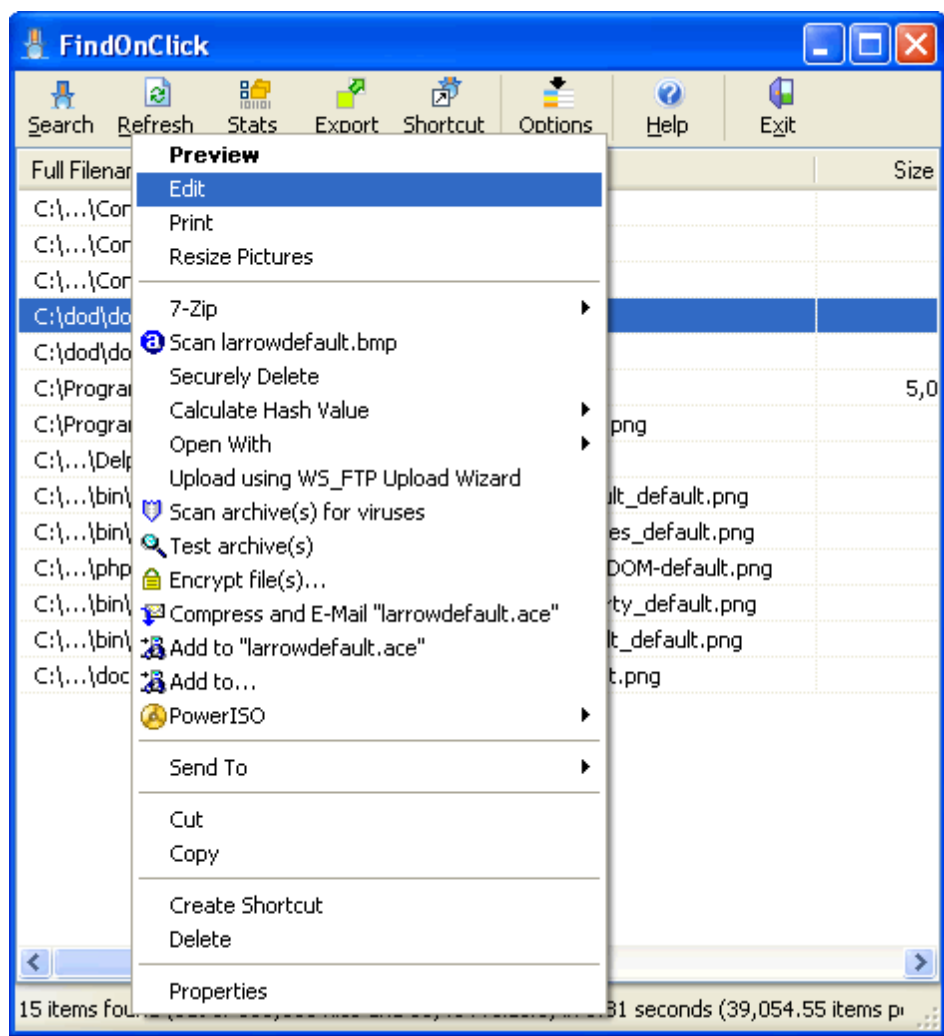 FindOnClick
Search Refresh Stats Export Shortcut Options Help Exit
Full Size
Preview
Edit
Print
Resize Pictures
7-Zip
Scan larrowdefault.bmp
Securely Delete
Calculate Hash Value
Open With
Upload using WS_FTP Upload Wizard
Scan archive(s) for viruses
Test archive(s)
Encrypt file(s)...
Compress and E-Mail "larrowdefault.ace"
Add to "larrowdefault.ace"
Add to...
PowerISO
Send To
Cut
Copy
Create Shortcut
Delete
Properties
C:\...\Cor
C:\...\Cor
C:\...\Cor
C:\dod\do
C:\dod\do
C:\Prograi 5,0
C:\Prograi png
C:\...\Delp
C:\...\bin\ ult_default.png
C:\...\bin\ es_default.png
C:\...\php DOM-default.png
C:\...\bin\ rty_default.png
C:\...\bin\ lt_default.png
C:\...\doc t.png
15 items 31 seconds (39,054.55 items